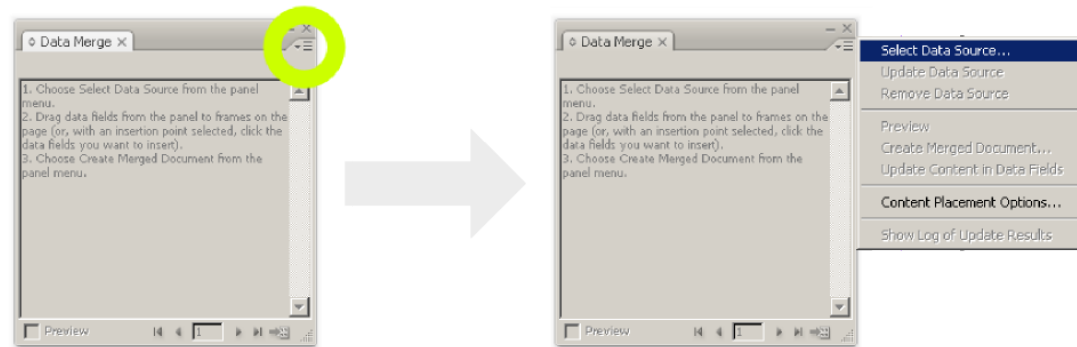 Data Merge
1. Choose Select Data Source from the panel
menu.
2. Drag data fields from the panel to frames on the
page (or, with an insertion point selected, click the
data fields you want to insert).
3. Choose Create Merged Document from the
panel menu.
Preview
1
Data Merge
1. Choose Select Data Source from the panel
menu.
2. Drag data fields from the panel to frames on the
page (or, with an insertion point selected, click the
data fields you want to insert).
3. Choose Create Merged Document from the
panel menu.
Preview
1
Select Data Source...
Update Data Source
Remove Data Source
Preview
Create Merged Document...
Update Content in Data Fields
Content Placement Options...
Show Log of Update Results